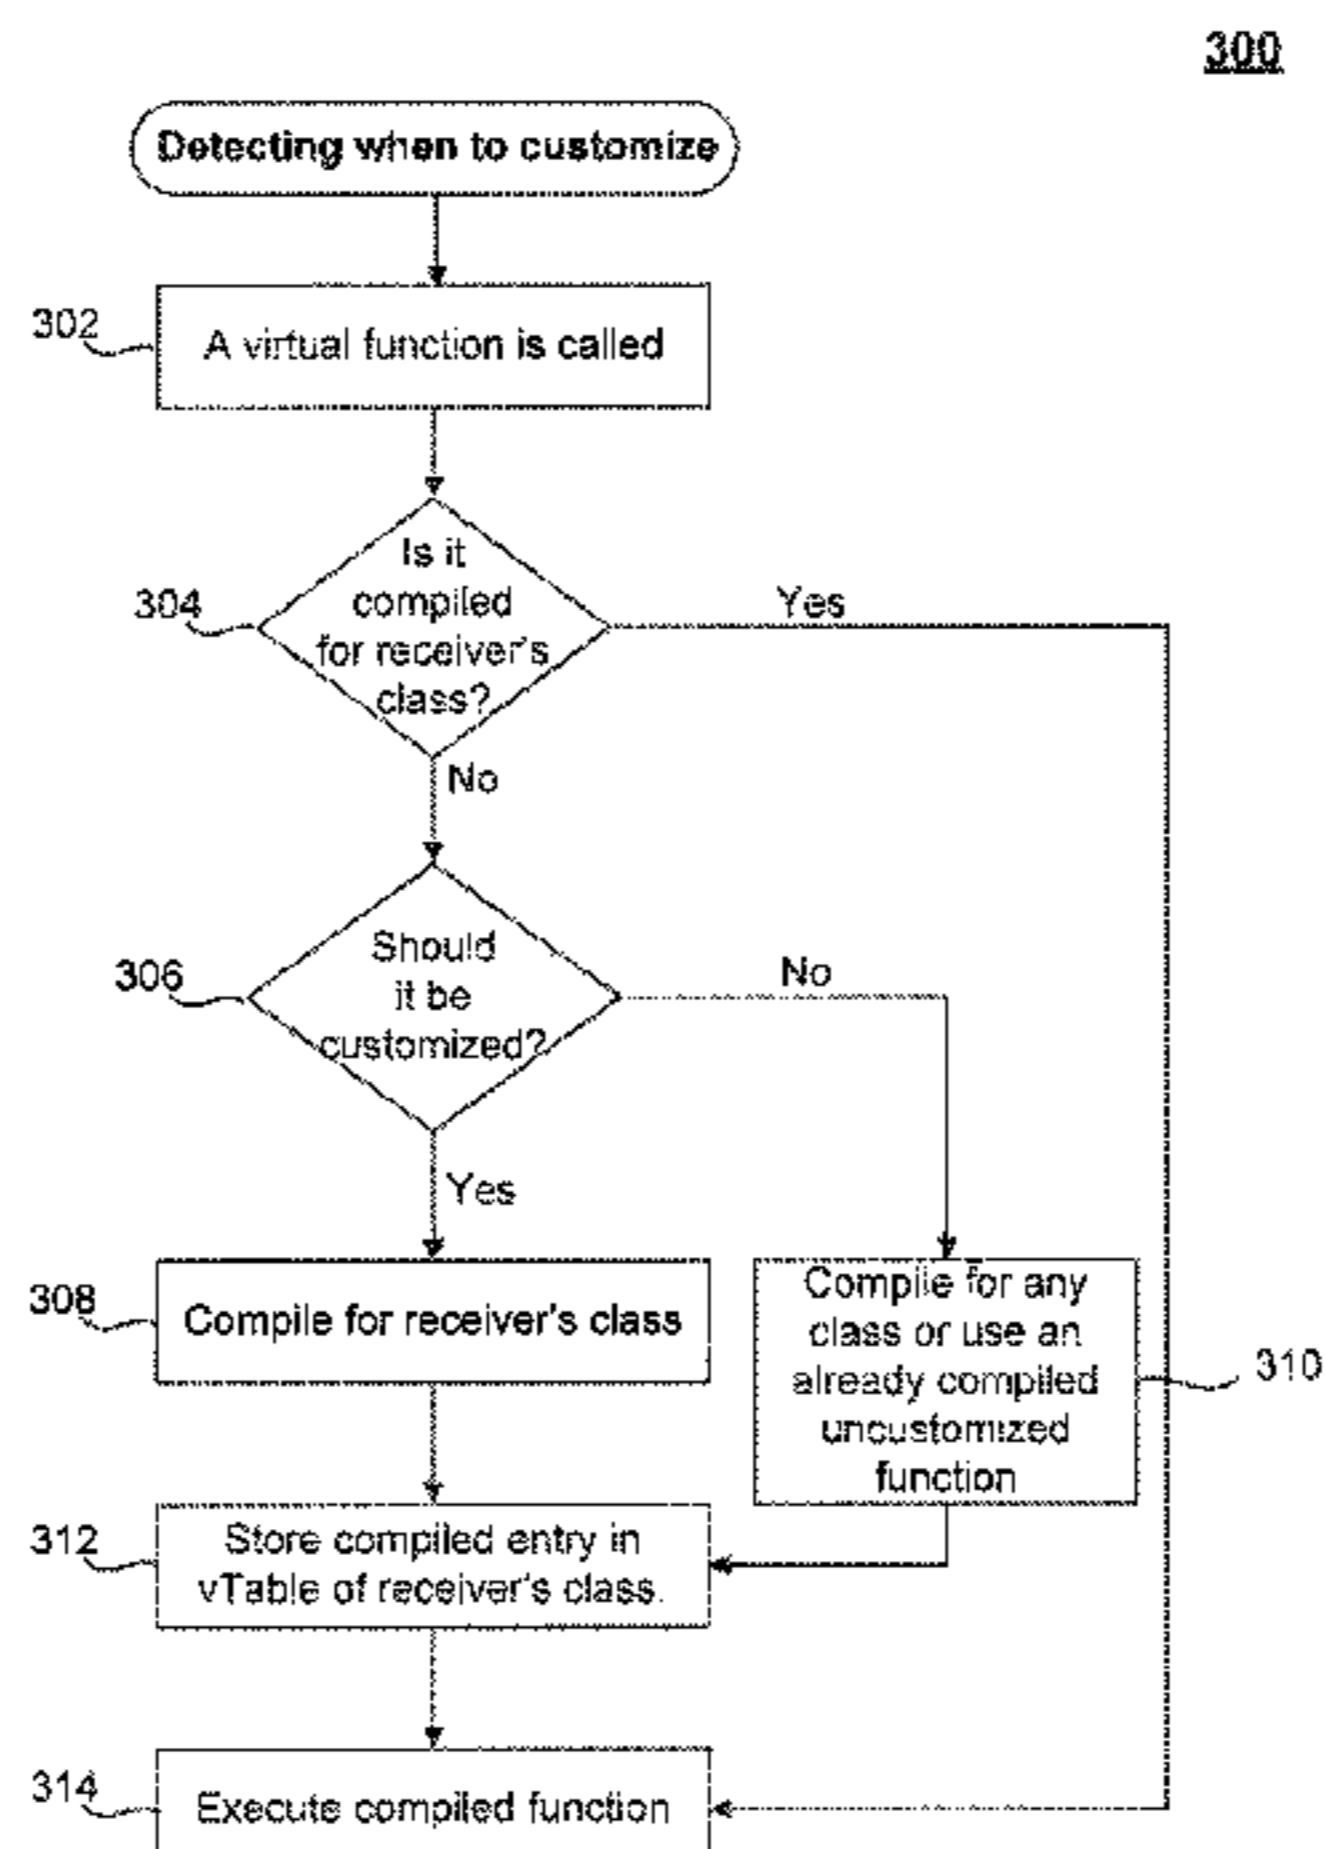 300
Detecting when to customize
302
A virtual function is called
304
Is it
compiled
for receiver's
class?
Yes
No
306
Should
it be
customized?
No
Yes
308
Compile for receiver's class
Compile for any
class or use an
already compiled
uncustomized
function
310
312
Store compiled entry in
vTable of receiver's class.
314
Execute compiled function